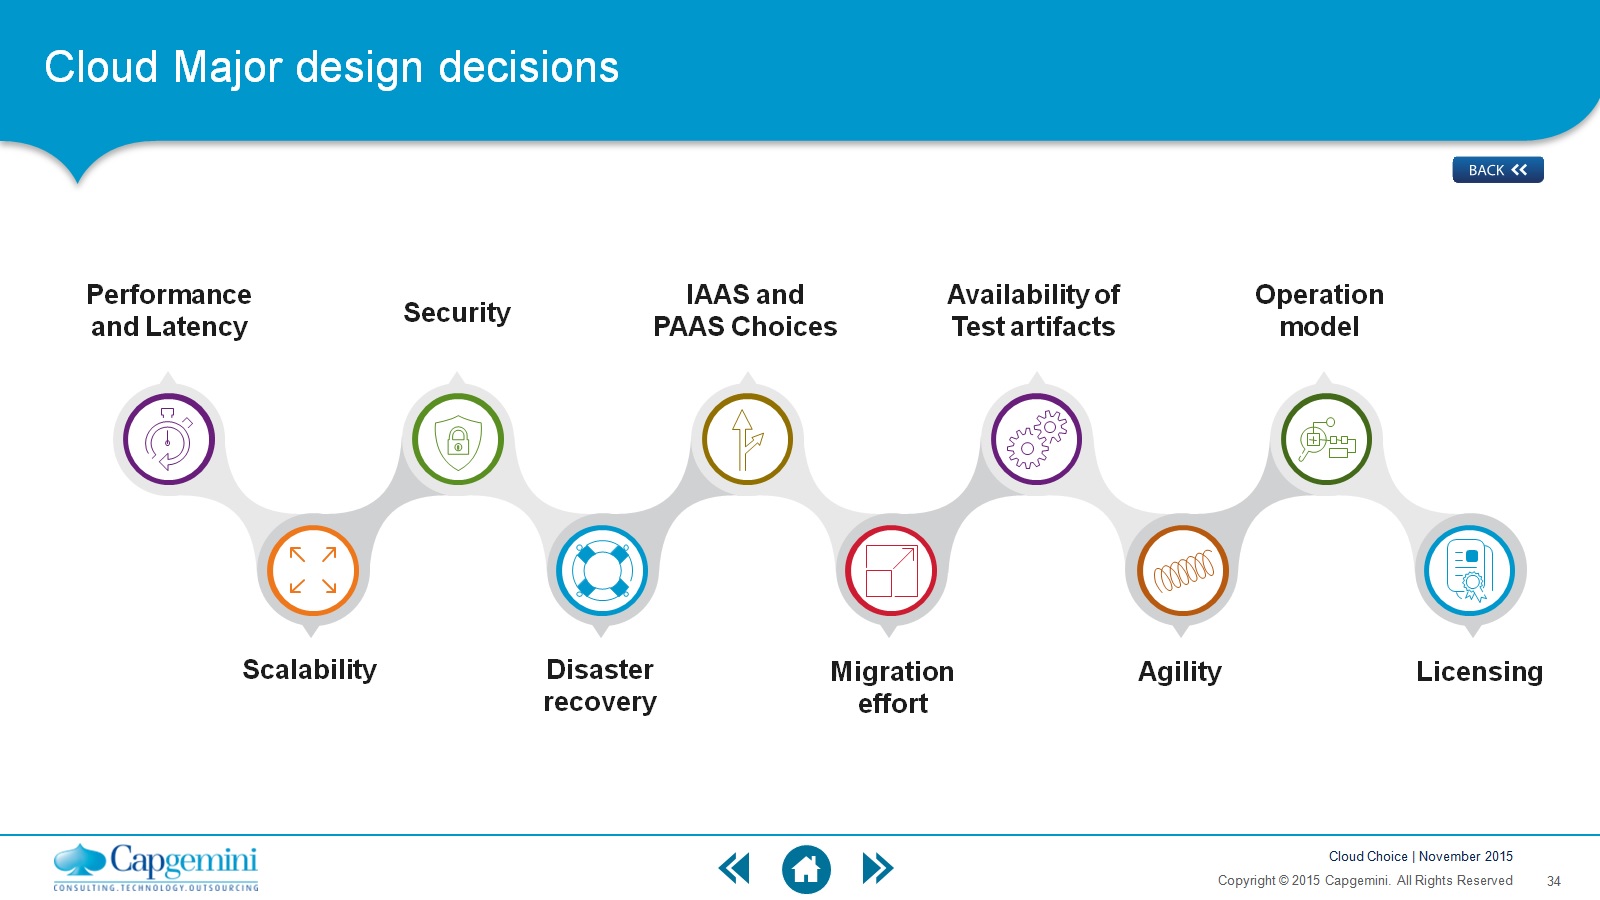 Cloud Major design decisions
BACK
Performance
and Latency
Security
IAAS and
PAAS Choices
Availability of
Test artifacts
Operation
model
Scalability
Disaster
recovery
Migration
effort
Agility
Licensing
Capgemini
CONSULTING.TECHNOLOGY.OUTSOURCING
Cloud Choice | November 2015
Copyright © 2015 Capgemini. All Rights Reserved
34